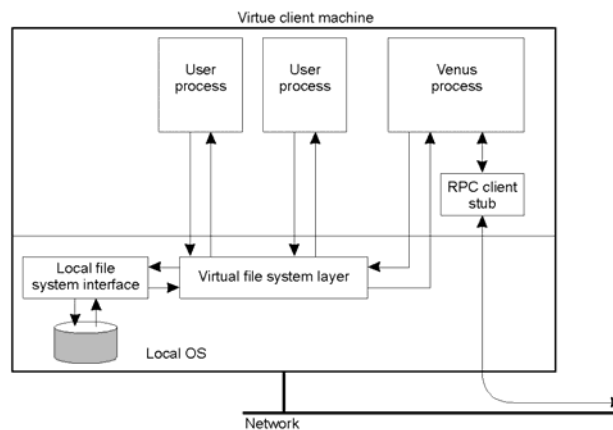 Virtue client machine
User
process
User
process
Venus
process
RPC client
stub
Local file
system interface
Virtual file system layer
Local OS
Network